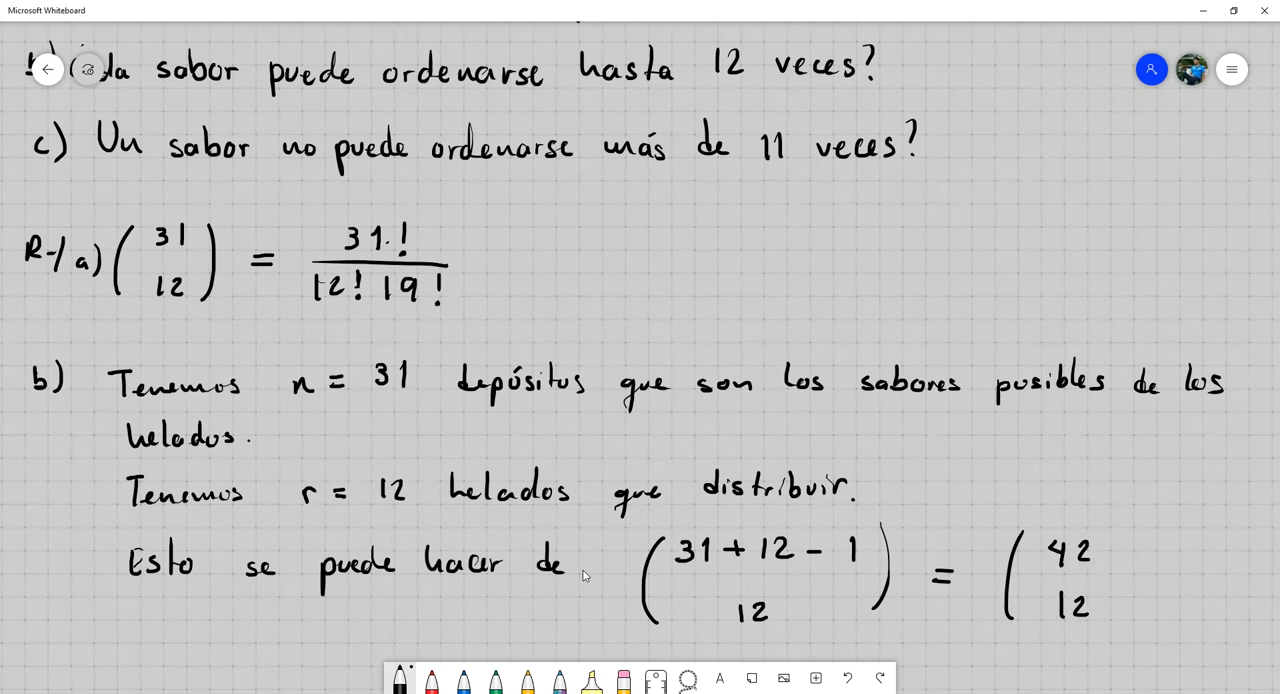 Microsoft Whiteboard
sabor puede ordenarse hasta 12 veces?
c) Un sabor no puede ordenarse más de 11 veces?
R-/ a) (31 12) = 31! / 12! 19!
b) Tenemos n = 31 depósitos que son los sabores posibles de los
helados.
Tenemos r = 12 helados que distribuir.
Esto se puede hacer de (31 + 12 - 1 12) = (42 12